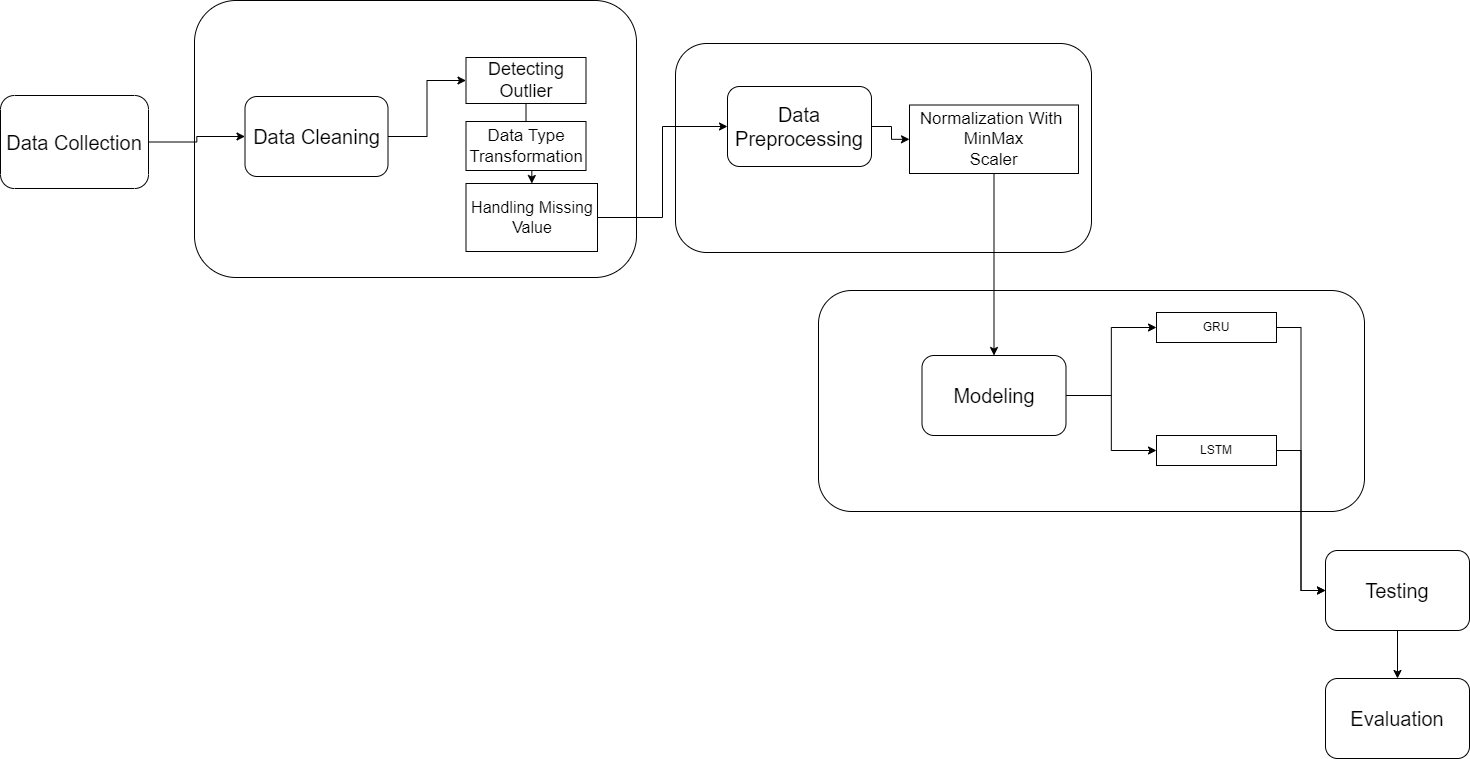 Data Collection
Data Cleaning
Detecting
Outlier
Data Type
Transformation
Handling Missing
Value
Data
Preprocessing
Normalization With
MinMax
Scaler
Modeling
GRU
LSTM
Testing
Evaluation